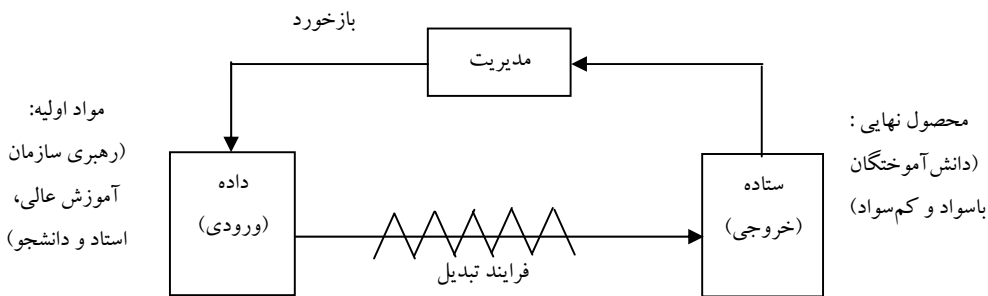 بازخورد
مدیریت
مواد اولیه:
(رهبری سازمان
آموزش عالی،
استاد و دانشجو)
داده
(ورودی)
فرایند تبدیل
ستاده
(خروجی)
محصول نهایی :
(دانش‌آموختگان
باسواد و کم‌سواد)